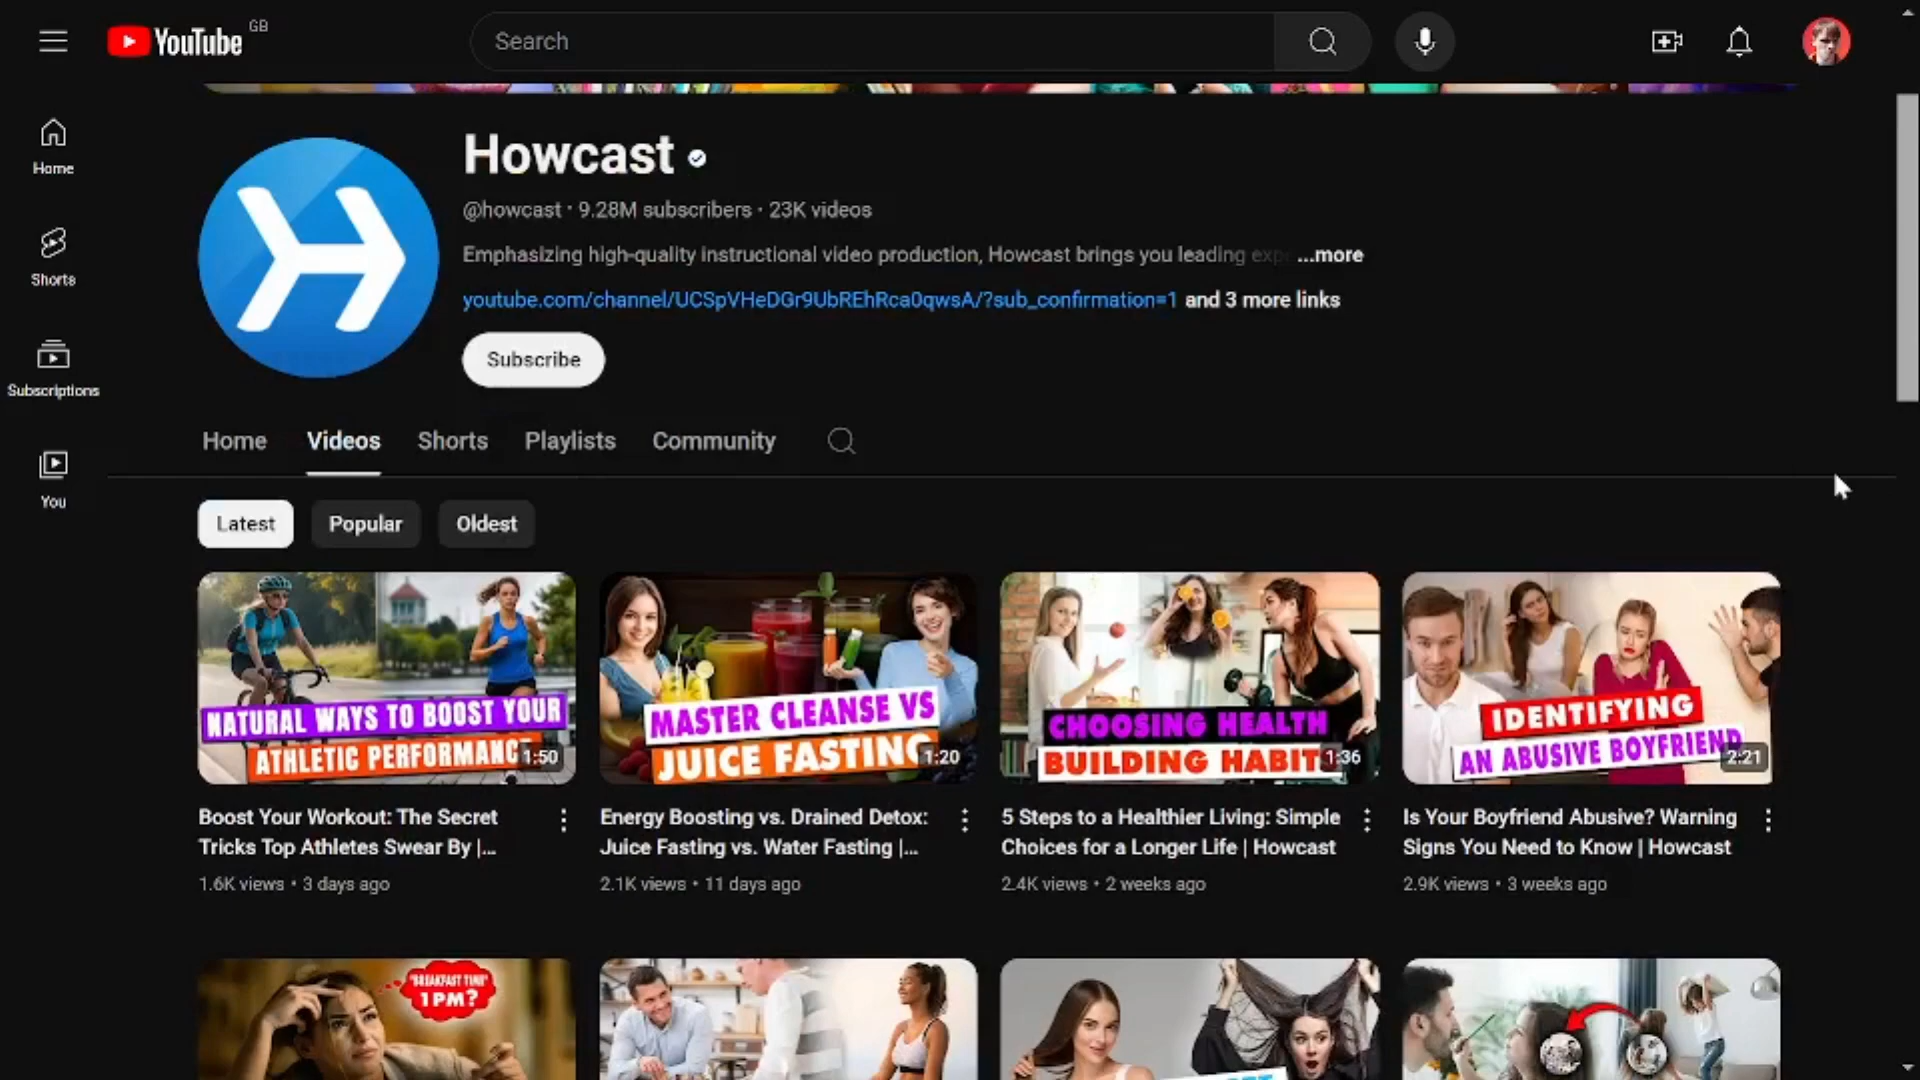 YouTube GB
Search
Home
Shorts
Subscriptions
You
Howcast
@howcast · 9.28M subscribers · 23K videos
Emphasizing high-quality instructional video production, Howcast brings you leading ...more
youtube.com/channel/UCSpVHeDGr9UbREhRca0qwsA/?sub_confirmation=1 and 3 more links
Subscribe
Home Videos Shorts Playlists Community
Latest Popular Oldest
NATURAL WAYS TO BOOST YOUR
ATHLETIC PERFORMANC
1:50
MASTER CLEANSE VS
JUICE FASTING
1:20
CHOOSING HEALTH
BUILDING HABIT
1:36
IDENTIFYING
AN ABUSIVE BOYFRIEND
2:21
Boost Your Workout: The Secret
Tricks Top Athletes Swear By |...
1.6K views • 3 days ago
Energy Boosting vs. Drained Detox:
Juice Fasting vs. Water Fasting |...
2.1K views • 11 days ago
5 Steps to a Healthier Living: Simple
Choices for a Longer Life | Howcast
2.4K views • 2 weeks ago
Is Your Boyfriend Abusive? Warning
Signs You Need to Know | Howcast
2.9K views • 3 weeks ago
"BREAKFAST TIME"
1PM?